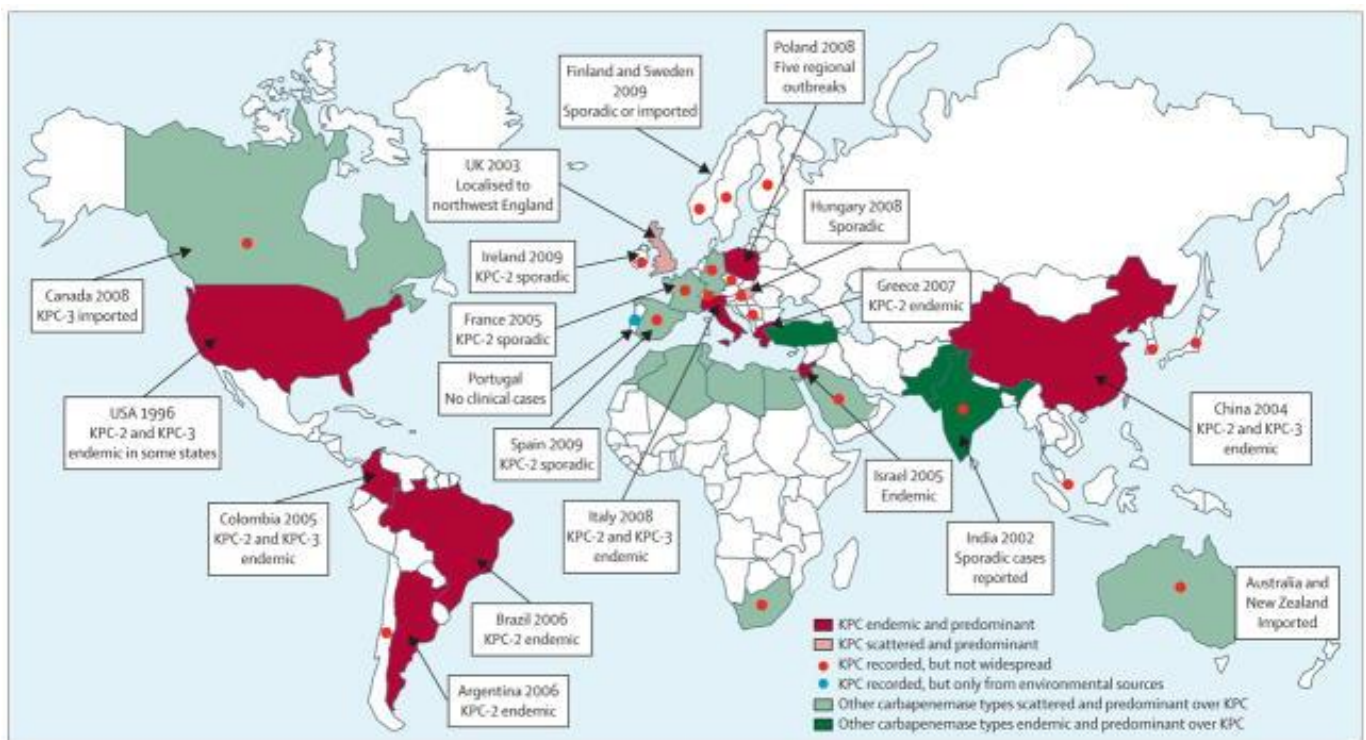 Poland 2008
Five regional
outbreaks
Finland and Sweden
2009
Sporadic or imported
UK 2003
Localised to
northwest England
Hungary 2008
Sporadic
Ireland 2009
KPC-2 sporadic
Greece 2007
KPC-2 endemic
Canada 2008
KPC-3 imported
France 2005
KPC-2 sporadic
Portugal
No clinical cases
USA 1996
KPC-2 and KPC-3
endemic in some states
China 2004
KPC-2 and KPC-3
endemic
Spain 2009
KPC-2 sporadic
Israel 2005
Endemic
Colombia 2005
KPC-2 and KPC-3
endemic
Italy 2008
KPC-2 and KPC-3
endemic
India 2002
Sporadic cases
reported
Australia and
New Zealand
Imported
Brazil 2006
KPC-2 endemic
Argentina 2006
KPC-2 endemic
KPC endemic and predominant
KPC scattered and predominant
KPC recorded, but not widespread
KPC recorded, but only from environmental sources
Other carbapenemase types scattered and predominant over KPC
Other carbapenemase types endemic and predominant over KPC